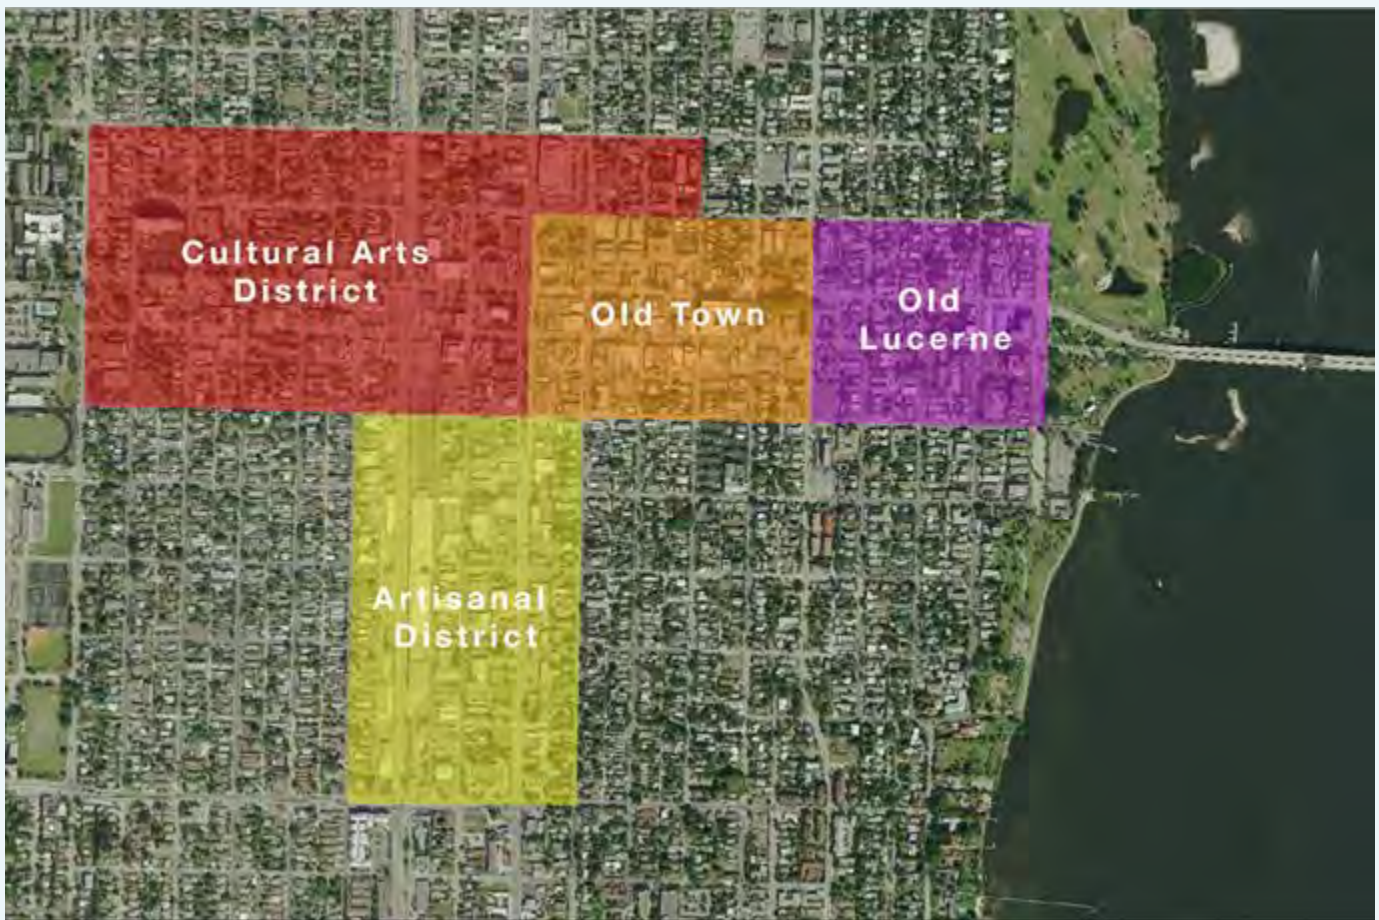 Cultural Arts
District
Old Town
Old
Lucerne
Artisanal
District